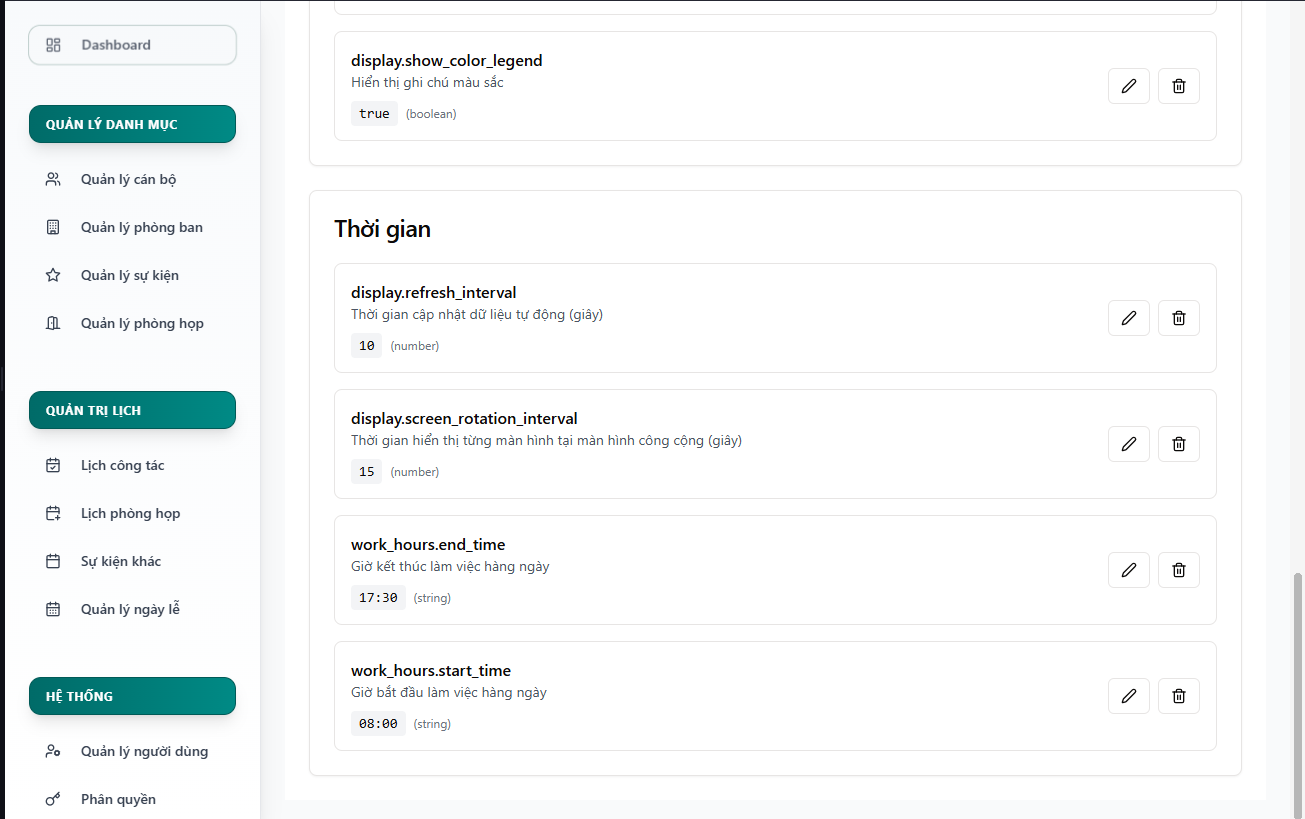 Dashboard
QUẢN LÝ DANH MỤC
Quản lý cán bộ
Quản lý phòng ban
Quản lý sự kiện
Quản lý phòng họp
QUẢN TRỊ LỊCH
Lịch công tác
Lịch phòng họp
Sự kiện khác
Quản lý ngày lễ
HỆ THỐNG
Quản lý người dùng
Phân quyền
display.show_color_legend
Hiển thị ghi chú màu sắc
true (boolean)
Thời gian
display.refresh_interval
Thời gian cập nhật dữ liệu tự động (giây)
10 (number)
display.screen_rotation_interval
Thời gian hiển thị từng màn hình tại màn hình công cộng (giây)
15 (number)
work_hours.end_time
Giờ kết thúc làm việc hàng ngày
17:30 (string)
work_hours.start_time
Giờ bắt đầu làm việc hàng ngày
08:00 (string)